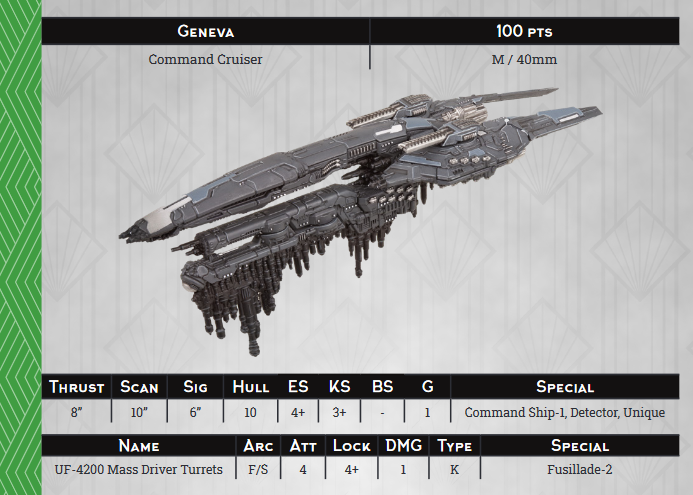 Geneva 100 pts
Command Cruiser M / 40mm
Thrust Scan Sig Hull ES KS BS G Special
8” 10” 6” 10 4+ 3+ - 1 Command Ship-1, Detector, Unique
Name Arc Att Lock DMG Type Special
UF-4200 Mass Driver Turrets F/S 4 4+ 1 K Fusillade-2